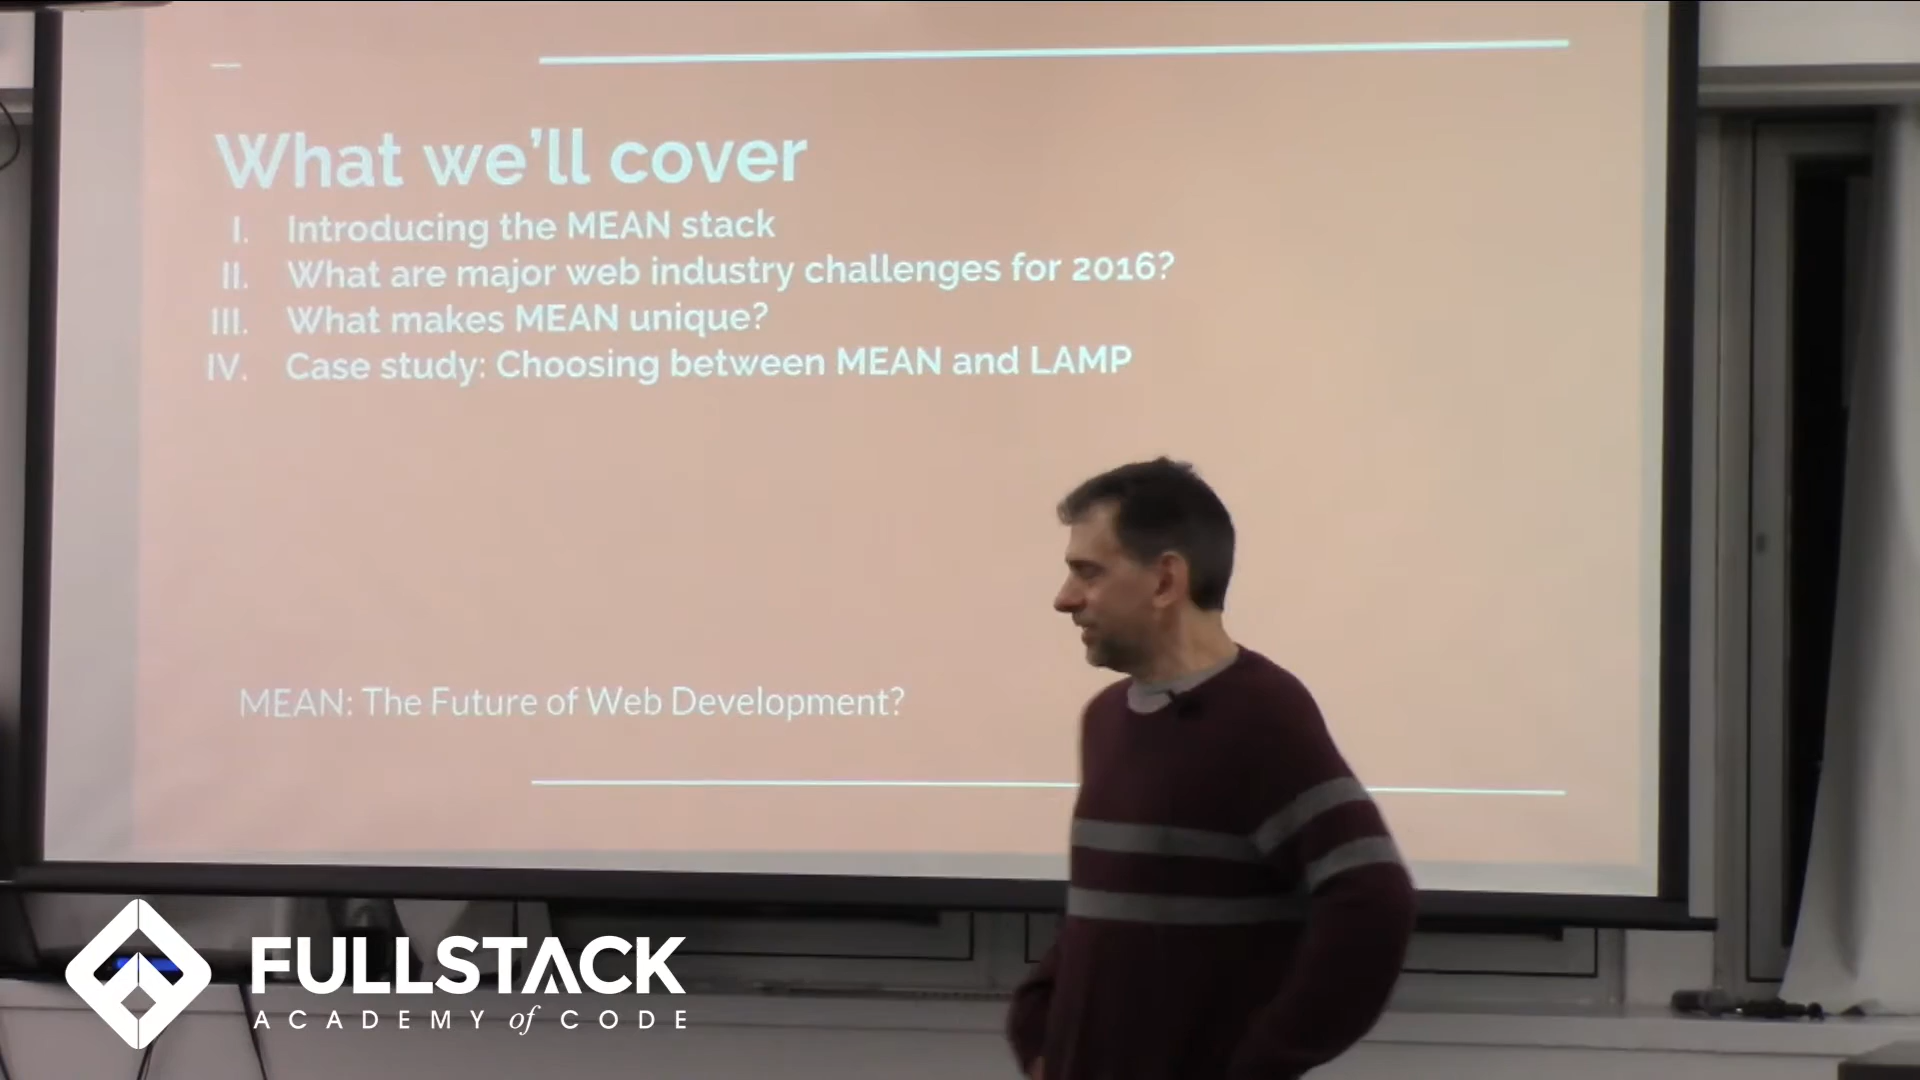 What we'll cover
I. Introducing the MEAN stack
II. What are major web industry challenges for 2016?
III. What makes MEAN unique?
IV. Case study: Choosing between MEAN and LAMP
MEAN: The Future of Web Development?
FULLSTACK
ACADEMY of CODE